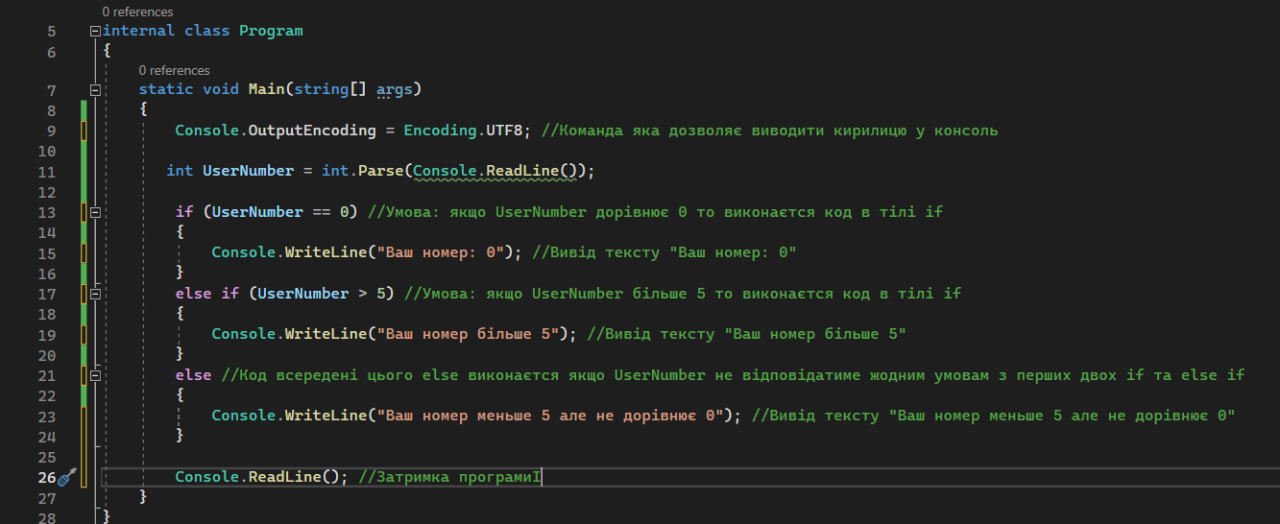 0 references
5 internal class Program
6 {
0 references
7 static void Main(string[] args)
8 {
9 Console.OutputEncoding = Encoding.UTF8; //Команда яка дозволяє виводити кирилицю у консоль
10
11 int UserNumber = int.Parse(Console.ReadLine());
12
13 if (UserNumber == 0) //Умова: якщо UserNumber дорівнює 0 то виконаєтся код в тілі if
14 {
15 Console.WriteLine("Ваш номер: 0"); //Вивід тексту "Ваш номер: 0"
16 }
17 else if (UserNumber > 5) //Умова: якщо UserNumber більше 5 то виконаєтся код в тілі if
18 {
19 Console.WriteLine("Ваш номер більше 5"); //Вивід тексту "Ваш номер більше 5"
20 }
21 else //Код всередені цього else виконаєтся якщо UserNumber не відповідатиме жодним умовам з перших двох if та else if
22 {
23 Console.WriteLine("Ваш номер меньше 5 але не дорівнює 0"); //Вивід тексту "Ваш номер меньше 5 але не дорівнює 0"
24 }
25
26 Console.ReadLine(); //Затримка програмиІ
27 }
28 }